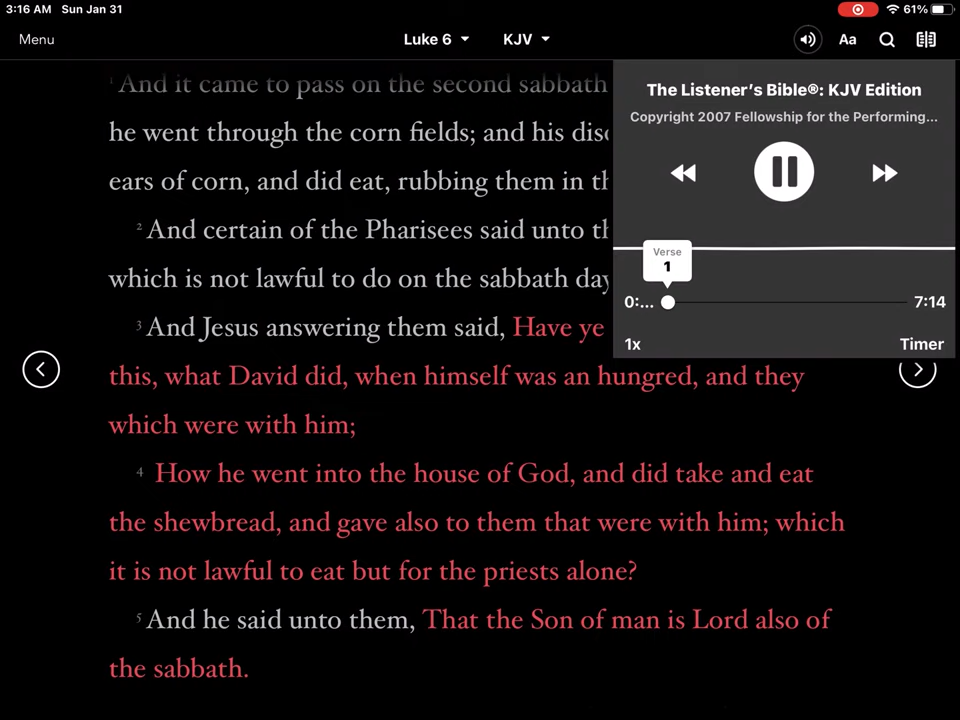 3:16 AM Sun Jan 31 61%
Menu Luke 6 KJV Aa
1 And it came to pass on the second sabbath
he went through the corn fields; and his disc
ears of corn, and did eat, rubbing them in th
2 And certain of the Pharisees said unto th
which is not lawful to do on the sabbath day
3 And Jesus answering them said, Have ye
this, what David did, when himself was an hungred, and they
which were with him;
4 How he went into the house of God, and did take and eat
the shewbread, and gave also to them that were with him; which
it is not lawful to eat but for the priests alone?
5 And he said unto them, That the Son of man is Lord also of
the sabbath.
The Listener's Bible®: KJV Edition
Copyright 2007 Fellowship for the Performing...
Verse
1
0:... 7:14
1x Timer